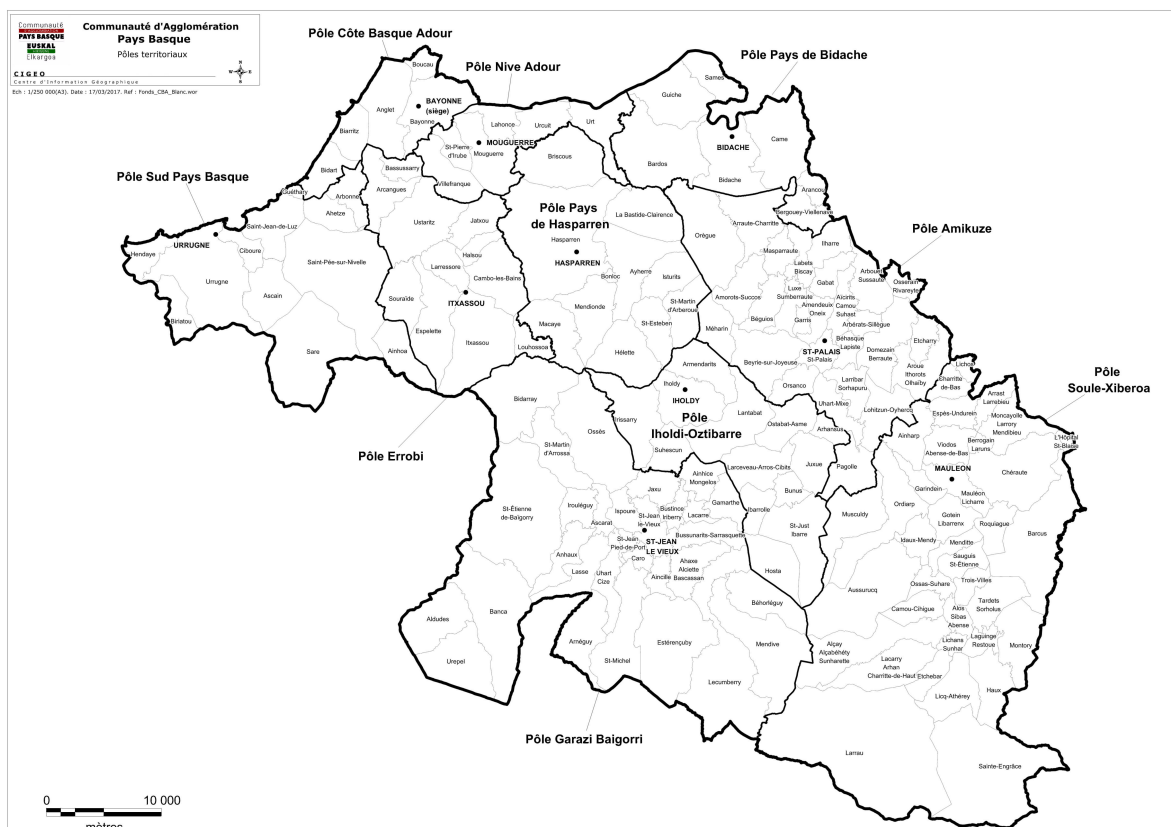 Communauté
D'AGGLOMÉRATION
PAYS BASQUE
EUSKAL
Elkargoa
Communauté d'Agglomération
Pays Basque
Pôles territoriaux
CIGEO
Centre d'Information Géographique
N
W
E
S
Ech : 1/250 000(A3). Date : 17/03/2017. Ref : Fonds_CBA_Blanc.wor
Pôle Côte Basque Adour
Boucau
BAYONNE
(siège)
Anglet
Bayonne
Biarritz
Bidart
Pôle Nive Adour
Lahonce
Urcuit
Urt
MOUGUERRE
St-Pierre
d'Irube
Mouguerre
Villefranque
Pôle Pays de Bidache
Sames
Guiche
BIDACHE
Came
Bardos
Bidache
Arancou
Bergouey-Viellenave
Pôle Sud Pays Basque
Guéthary
Arbonne
Ahetze
Saint-Jean-de-Luz
URRUGNE
Hendaye
Ciboure
Saint-Pée-sur-Nivelle
Urrugne
Ascain
Biriatou
Sare
Ainhoa
Pôle Errobi
Bassussarry
Arcangues
Ustaritz
Jatxou
Halsou
Larressore
Cambo-les-Bains
Souraïde
ITXASSOU
Espelette
Itxassou
Louhossoa
Pôle Pays
de Hasparren
Briscous
La Bastide-Clairence
Hasparren
HASPARREN
Bonloc
Ayherre
Isturits
Mendionde
St-Martin
d'Arberoue
Macaye
St-Esteben
Hélette
Pôle Amikuze
Arraute-Charritte
Orègue
Masparraute
Ilharre
Labets
Biscay
Gabat
Arbouet
Sussaute
Osserain
Rivareyte
Luxe
Sumberraute
Amorots-Succos
Amendeuix
Oneix
Aïcirits
Camou
Suhast
Béguios
Garris
Arbérats-Sillègue
Méharin
ST-PALAIS
Béhasque
Lapiste
St-Palais
Etcharry
Domezain
Berraute
Beyrie-sur-Joyeuse
Aroue
Ithorots
Olhaïby
Orsanco
Larribar
Sorhapuru
Uhart-Mixe
Lohitzun-Oyhercq
Arhansus
Pagolle
Pôle
Iholdi-Oztibarre
Armendarits
Iholdy
IHOLDY
Irissarry
Lantabat
Ostabat-Asme
Suhescun
Larceveau-Arros-Cibits
Juxue
Bunus
Ibarrolle
St-Just
Ibarre
Hosta
Pôle
Soule-Xiberoa
Lichos
Charritte
de-Bas
Arrast
Larrebieu
Espès-Undurein
Moncayolle
Larrory
Mendibieu
Ainharp
Viodos
Abense-de-Bas
Berrogain
Laruns
L'Hôpital
St-Blaise
MAULEON
Chéraute
Garindein
Mauléon
Licharre
Musculdy
Ordiarp
Gotein
Libarrenx
Roquiague
Barcus
Idaux-Mendy
Menditte
Sauguis
St-Étienne
Aussurucq
Ossas-Suhare
Trois-Villes
Camou-Cihigue
Alos
Sibas
Abense
Tardets
Sorholus
Alçay
Alçabéhéty
Sunharette
Lichans
Sunhar
Laguinge
Restoue
Montory
Lacarry
Arhan
Charritte-de-Haut
Etchebar
Licq-Athérey
Haux
Larrau
Sainte-Engrâce
Pôle Garazi Baigorri
Bidarray
Ossès
St-Martin
d'Arrossa
St-Étienne
de-Baïgorry
Irouléguy
Ascarat
Ispoure
Jaxu
Ainhice
Mongelos
Gamarthe
Bustince
Iriberry
Lacarre
St-Jean
le-Vieux
ST-JEAN
LE VIEUX
Bussunarits-Sarrasquette
St-Jean
Pied-de-Port
Caro
Anhaux
Lasse
Uhart
Cize
Aincille
Ahaxe
Alciette
Bascassan
Béhorléguy
Banca
Aldudes
Urepel
Arnéguy
St-Michel
Estérençuby
Mendive
Lecumberry
0
10 000
mètres